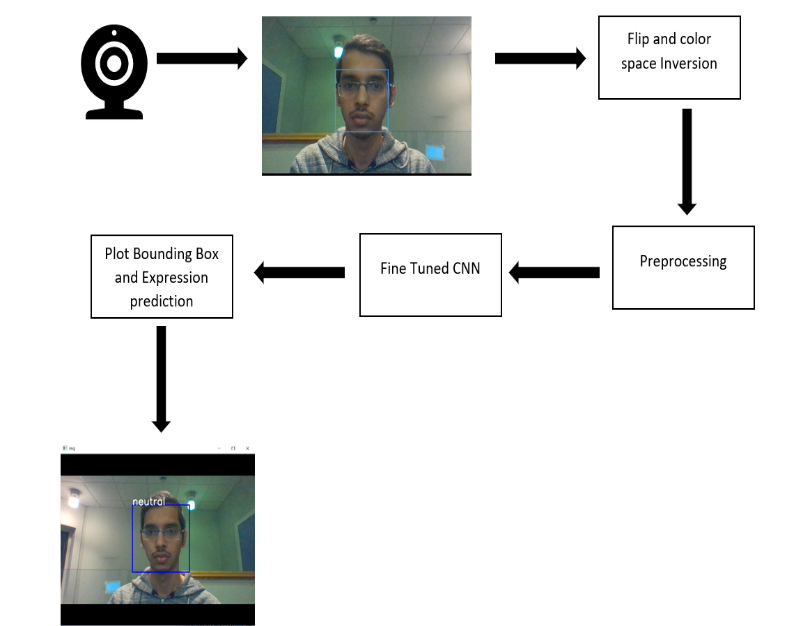 Flip and color
space Inversion
Preprocessing
Fine Tuned CNN
Plot Bounding Box
and Expression
prediction
neutral